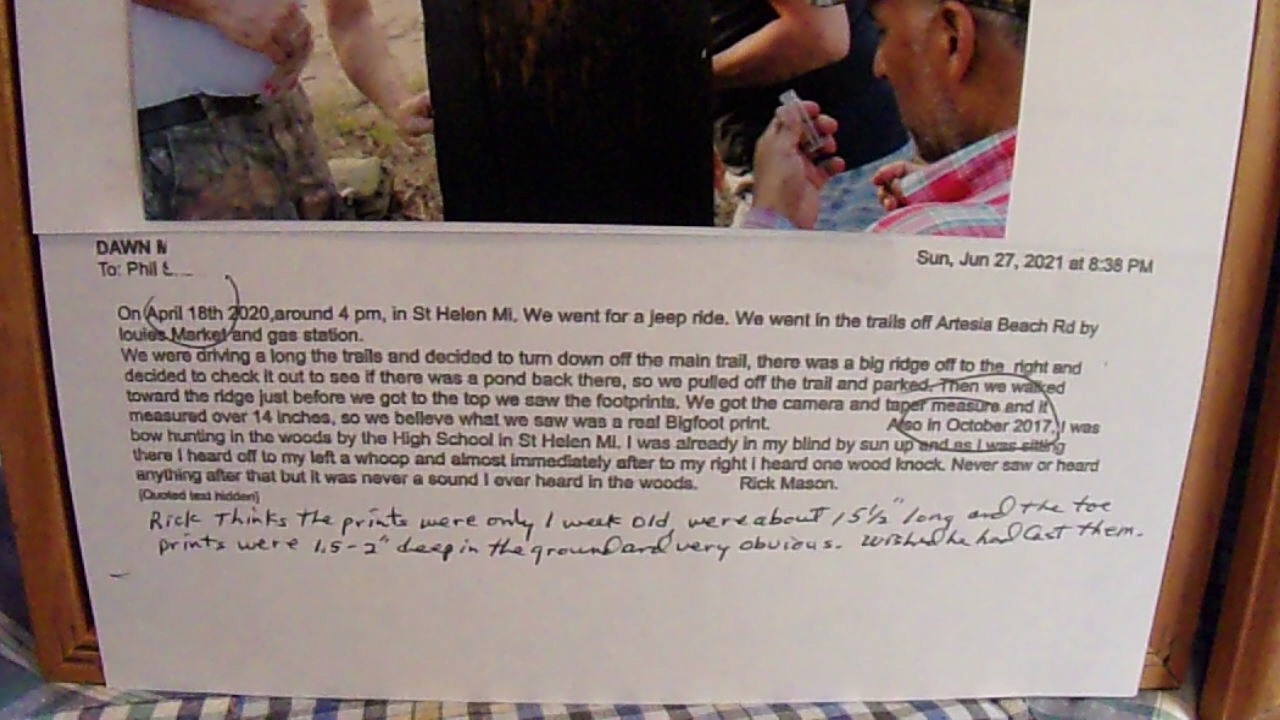 DAWN M
To: Phil S
Sun, Jun 27, 2021 at 8:38 PM
On April 18th 2020,around 4 pm, in St Helen Mi. We went for a jeep ride. We went in the trails off Artesia Beach Rd by
louies Market and gas station.
We were driving a long the trails and decided to turn down off the main trail, there was a big ridge off to the right and
decided to check it out to see if there was a pond back there, so we pulled off the trail and parked. Then we walked
toward the ridge just before we got to the top we saw the footprints. We got the camera and taper measure and it
measured over 14 inches, so we believe what we saw was a real Bigfoot print. Also in October 2017, I was
bow hunting in the woods by the High School in St Helen MI. I was already in my blind by sun up and as I was sitting
there I heard off to my left a whoop and almost immediately after to my right I heard one wood knock. Never saw or heard
anything after that but it was never a sound I ever heard in the woods. Rick Mason.
[Quoted text hidden]
Rick Thinks the prints were only 1 week old, were about 15½" long and the toe
prints were 1.5-2" deep in the ground and very obvious. Wished he had Cast them.